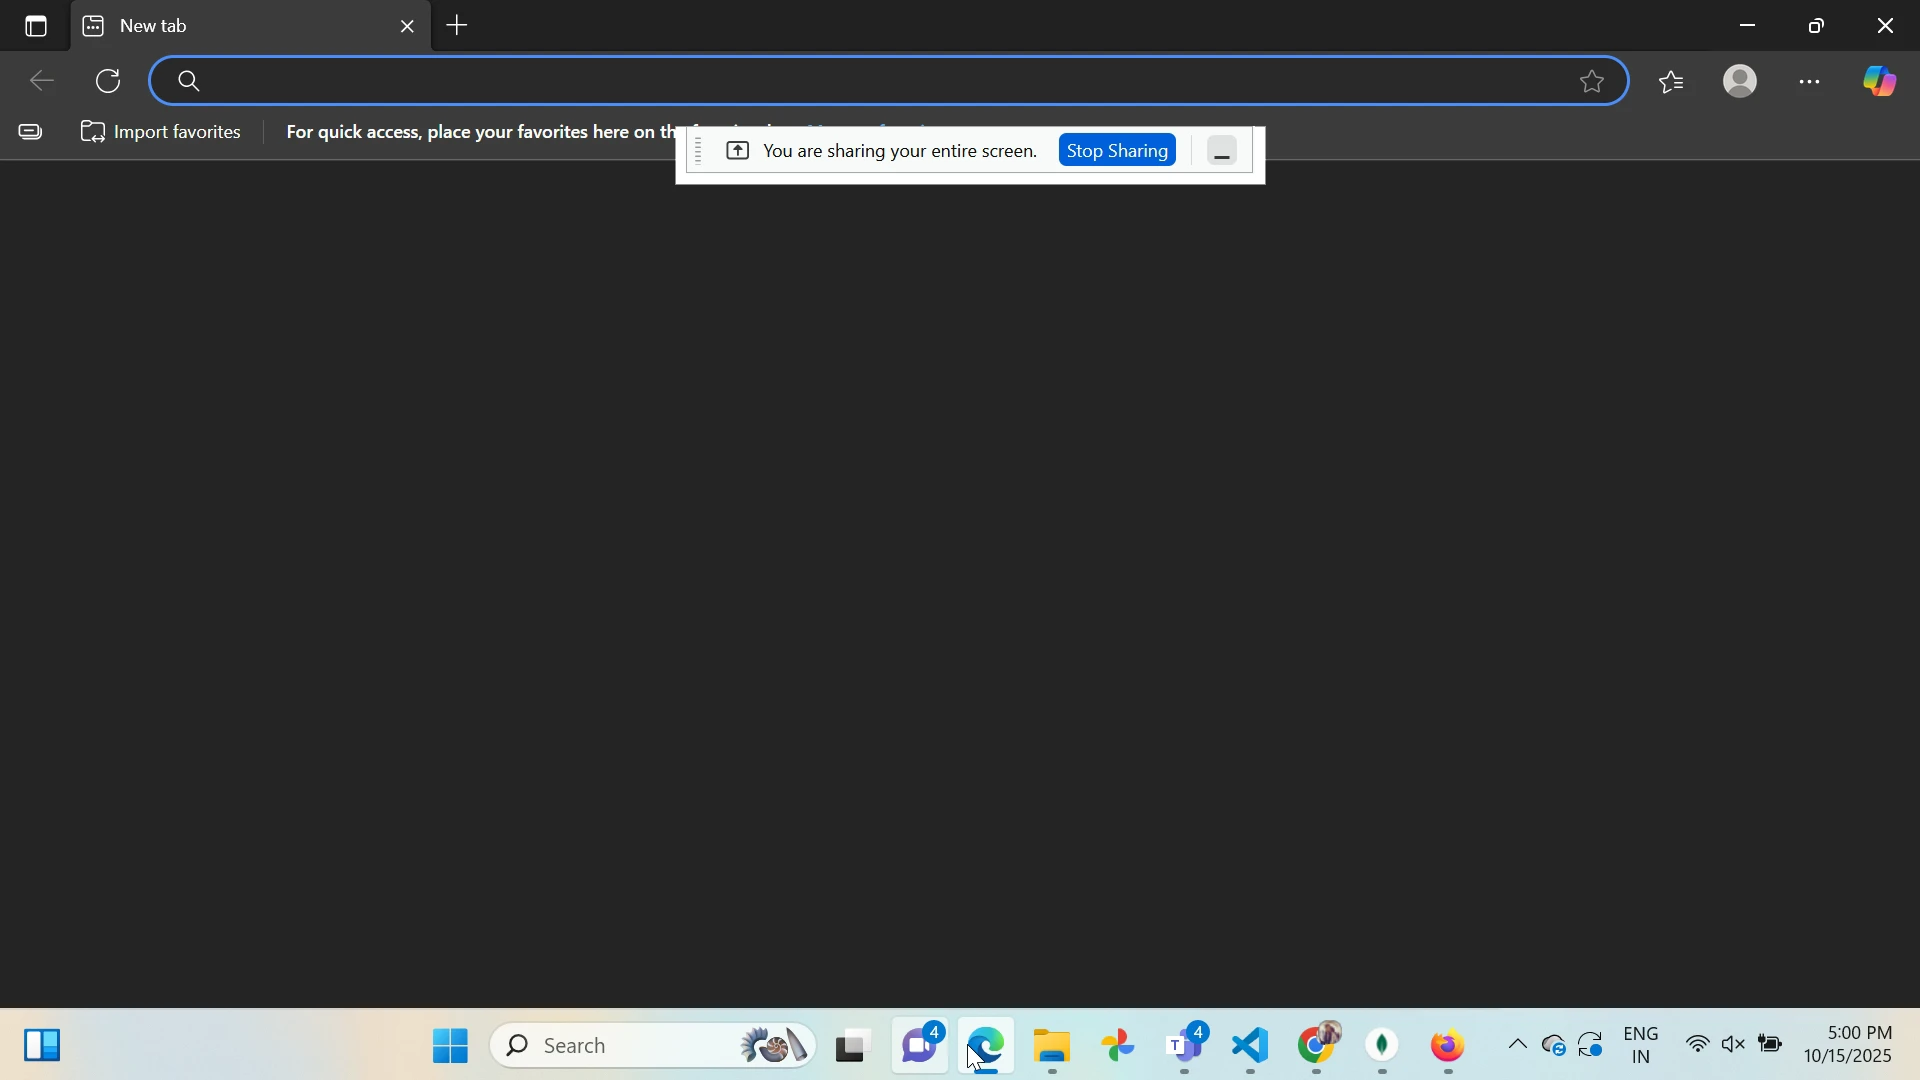 New tab
Import favorites
For quick access, place your favorites here on th
You are sharing your entire screen.
Stop Sharing
Search
4
T
4
ENG
IN
5:00 PM
10/15/2025